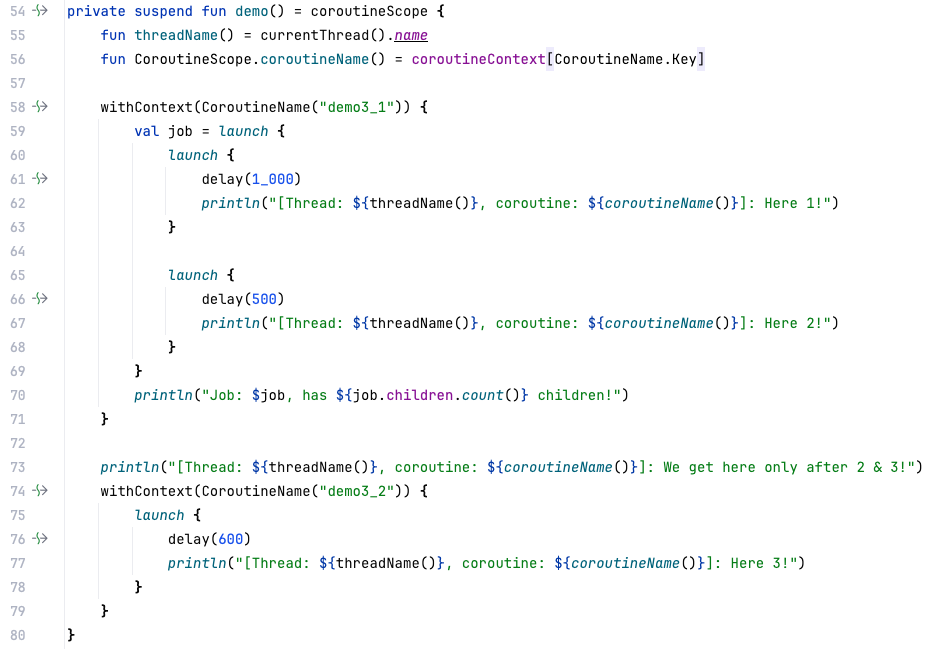 54 private suspend fun demo() = coroutineScope {
55     fun threadName() = currentThread().name
56     fun CoroutineScope.coroutineName() = coroutineContext[CoroutineName.Key]
57
58     withContext(CoroutineName("demo3_1")) {
59         val job = launch {
60             launch {
61                 delay(1_000)
62                 println("[Thread: ${threadName()}, coroutine: ${coroutineName()}]: Here 1!")
63             }
64
65             launch {
66                 delay(500)
67                 println("[Thread: ${threadName()}, coroutine: ${coroutineName()}]: Here 2!")
68             }
69         }
70         println("Job: $job, has ${job.children.count()} children!")
71     }
72
73     println("[Thread: ${threadName()}, coroutine: ${coroutineName()}]: We get here only after 2 & 3!")
74     withContext(CoroutineName("demo3_2")) {
75         launch {
76             delay(600)
77             println("[Thread: ${threadName()}, coroutine: ${coroutineName()}]: Here 3!")
78         }
79     }
80 }